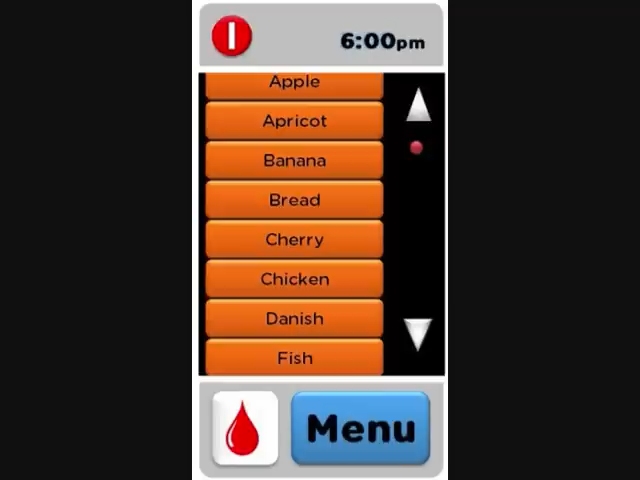 6:00pm
Apple
Apricot
Banana
Bread
Cherry
Chicken
Danish
Fish
Menu